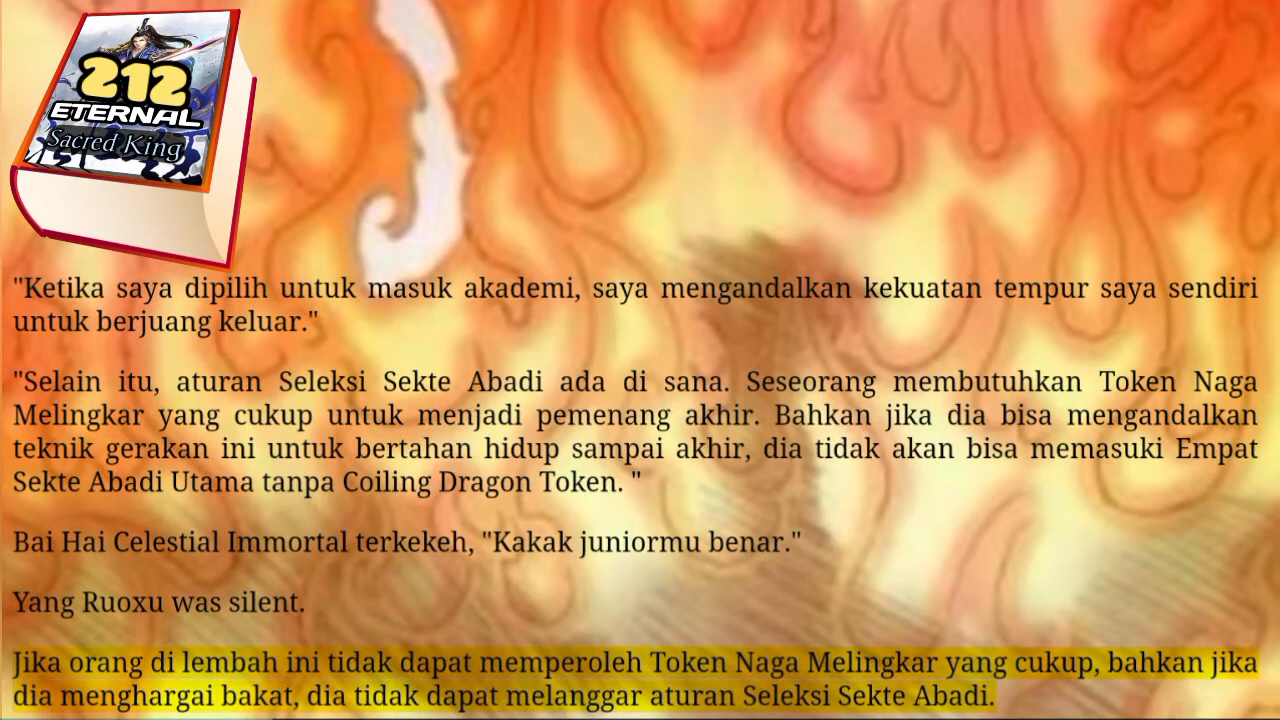 212
ETERNAL
Sacred King
"Ketika saya dipilih untuk masuk akademi, saya mengandalkan kekuatan tempur saya sendiri
untuk berjuang keluar."
"Selain itu, aturan Seleksi Sekte Abadi ada di sana. Seseorang membutuhkan Token Naga
Melingkar yang cukup untuk menjadi pemenang akhir. Bahkan jika dia bisa mengandalkan
teknik gerakan ini untuk bertahan hidup sampai akhir, dia tidak akan bisa memasuki Empat
Sekte Abadi Utama tanpa Coiling Dragon Token. "
Bai Hai Celestial Immortal terkekeh, "Kakak juniormu benar."
Yang Ruoxu was silent.
Jika orang di lembah ini tidak dapat memperoleh Token Naga Melingkar yang cukup, bahkan jika
dia menghargai bakat, dia tidak dapat melanggar aturan Seleksi Sekte Abadi.